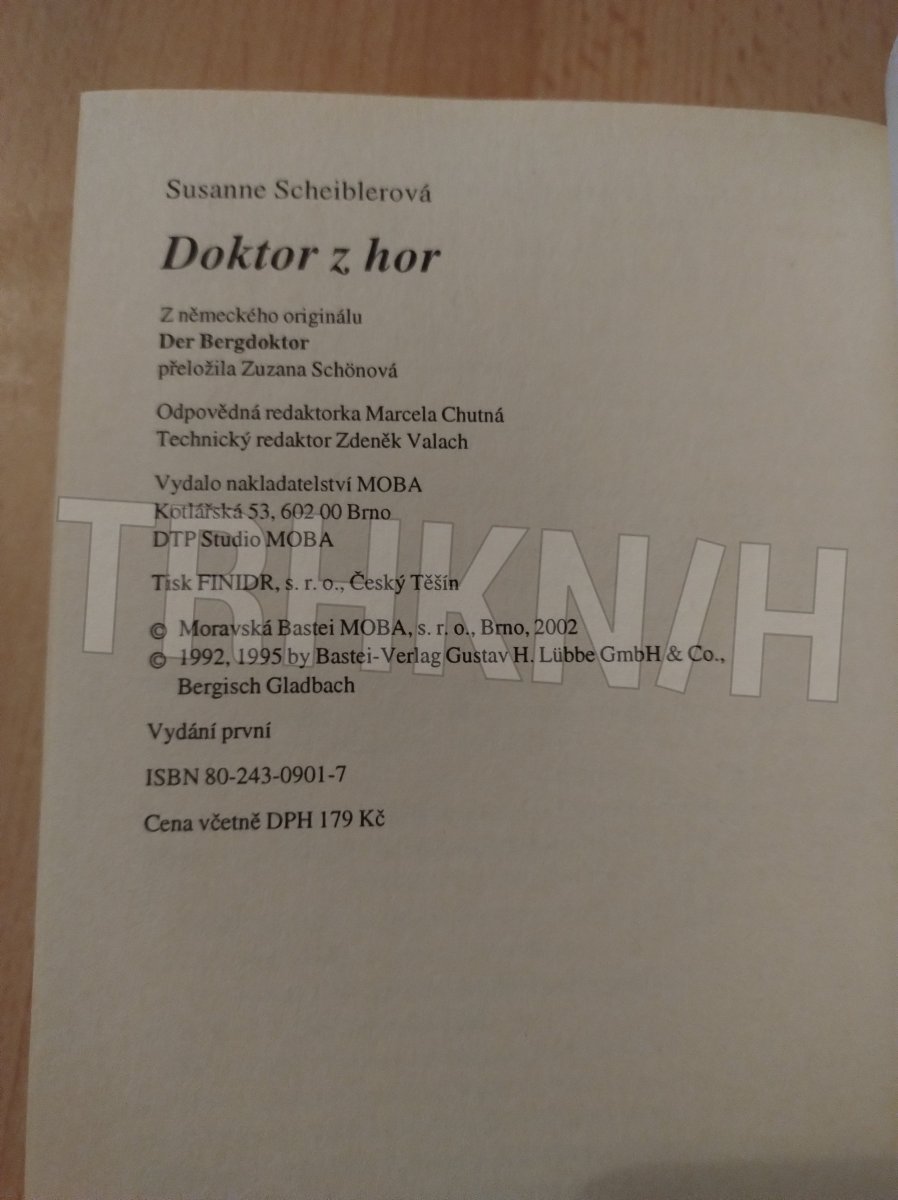 Susanne Scheiblerová
Doktor z hor
Z německého originálu
Der Bergdoktor
přeložila Zuzana Schönová
Odpovědná redaktorka Marcela Chutná
Technický redaktor Zdeněk Valach
Vydalo nakladatelství MOBA
Kotlářská 53, 602 00 Brno
DTP Studio MOBA
TBHKN/H
Tisk FINIDR, s. r. o., Český Těšín
© Moravská Bastei MOBA, s. r. o., Brno, 2002
© 1992, 1995 by Bastei-Verlag Gustav H. Lübbe GmbH & Co.,
Bergisch Gladbach
Vydání první
ISBN 80-243-0901-7
Cena včetně DPH 179 Kč